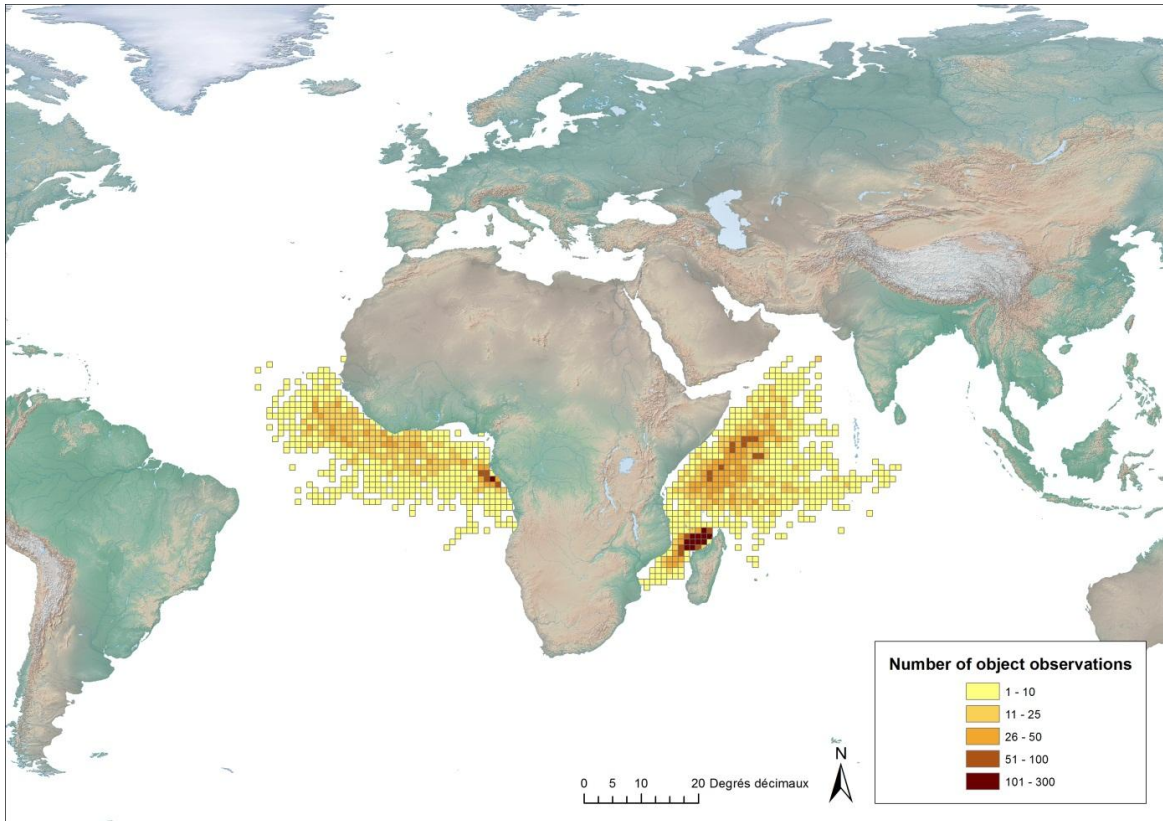 Number of object observations
1 - 10
11 - 25
26 - 50
51 - 100
101 - 300
N
0 5 10 20 Degrés décimaux